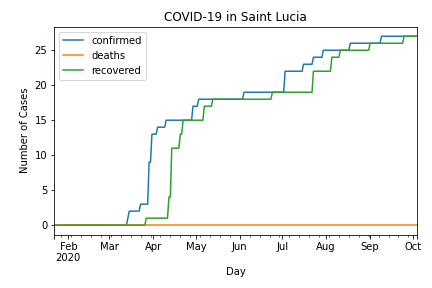 COVID-19 in Saint Lucia
confirmed
deaths
recovered
Number of Cases
25
20
15
10
5
0
Feb Mar Apr May Jun Jul Aug Sep Oct
2020
Day